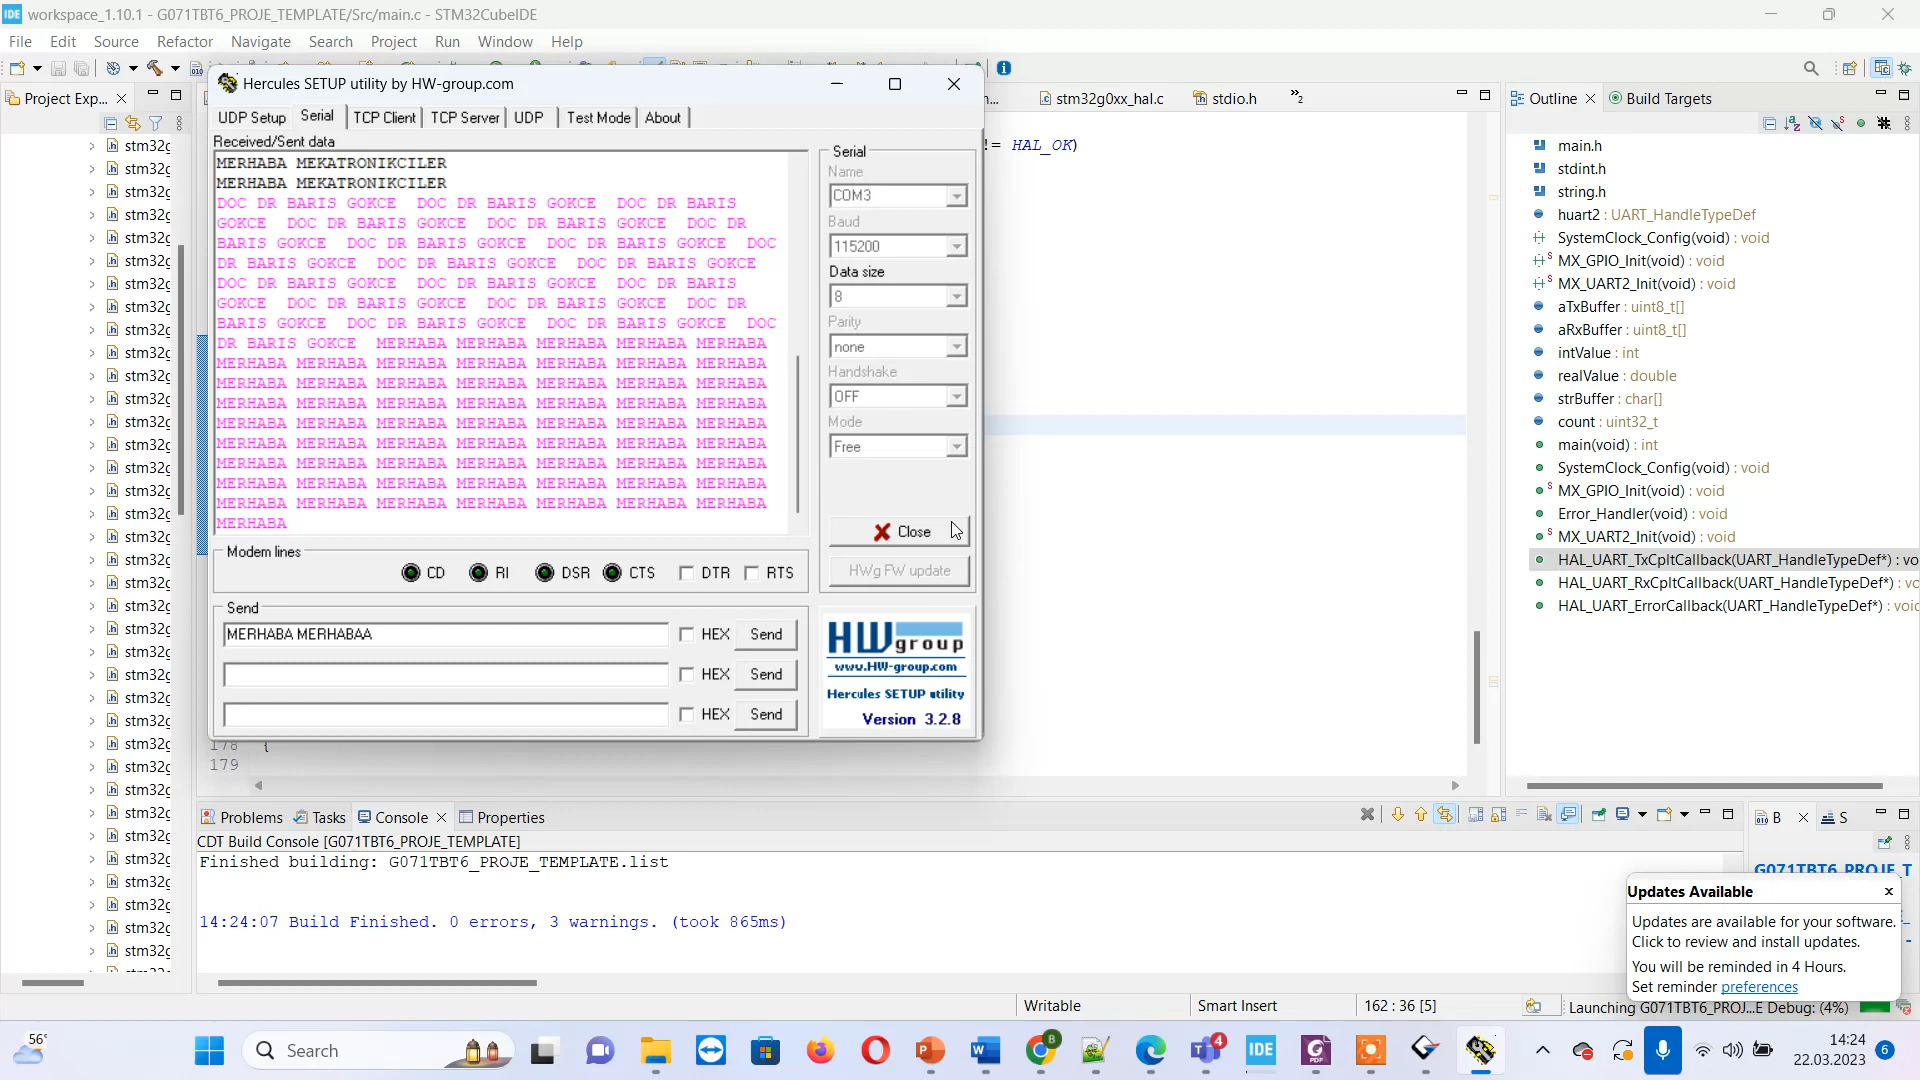 workspace_1.10.1 - G071TBT6_PROJE_TEMPLATE/Src/main.c - STM32CubeIDE
File Edit Source Refactor Navigate Search Project Run Window Help
Project Exp...
Hercules SETUP utility by HW-group.com
stm32g0xx_hal.c
stdio.h
Outline
Build Targets
UDP Setup Serial TCP Client TCP Server UDP Test Mode About
Received/Sent data
MERHABA MEKATRONIKCILER
MERHABA MEKATRONIKCILER
DOC DR BARIS GOKCE DOC DR BARIS GOKCE DOC DR BARIS
GOKCE DOC DR BARIS GOKCE DOC DR BARIS GOKCE DOC DR
BARIS GOKCE DOC DR BARIS GOKCE DOC DR BARIS GOKCE DOC
DR BARIS GOKCE DOC DR BARIS GOKCE DOC DR BARIS GOKCE
DOC DR BARIS GOKCE DOC DR BARIS GOKCE DOC DR BARIS
GOKCE DOC DR BARIS GOKCE DOC DR BARIS GOKCE DOC DR
BARIS GOKCE DOC DR BARIS GOKCE DOC DR BARIS GOKCE DOC
DR BARIS GOKCE MERHABA MERHABA MERHABA MERHABA MERHABA
MERHABA MERHABA MERHABA MERHABA MERHABA MERHABA MERHABA
MERHABA MERHABA MERHABA MERHABA MERHABA MERHABA MERHABA
MERHABA MERHABA MERHABA MERHABA MERHABA MERHABA MERHABA
MERHABA MERHABA MERHABA MERHABA MERHABA MERHABA MERHABA
MERHABA MERHABA MERHABA MERHABA MERHABA MERHABA MERHABA
MERHABA MERHABA MERHABA MERHABA MERHABA MERHABA MERHABA
MERHABA MERHABA MERHABA MERHABA MERHABA MERHABA MERHABA
MERHABA MERHABA MERHABA MERHABA MERHABA MERHABA MERHABA
MERHABA
Serial
Name
COM3
Baud
115200
Data size
8
Parity
none
Handshake
OFF
Mode
Free
Close
HWg FW update
Modem lines
CD RI DSR CTS DTR RTS
Send
MERHABA MERHABAA
HEX Send
HEX Send
HEX Send
HW group
www.HW-group.com
Hercules SETUP utility
Version 3.2.8
!= HAL_OK)
178 {
179
main.h
stdint.h
string.h
huart2 : UART_HandleTypeDef
SystemClock_Config(void) : void
MX_GPIO_Init(void) : void
MX_UART2_Init(void) : void
aTxBuffer : uint8_t[]
aRxBuffer : uint8_t[]
intValue : int
realValue : double
strBuffer : char[]
count : uint32_t
main(void) : int
SystemClock_Config(void) : void
MX_GPIO_Init(void) : void
Error_Handler(void) : void
MX_UART2_Init(void) : void
HAL_UART_TxCpltCallback(UART_HandleTypeDef*) : vo
HAL_UART_RxCpltCallback(UART_HandleTypeDef*) : vo
HAL_UART_ErrorCallback(UART_HandleTypeDef*) : void
Problems Tasks Console Properties
CDT Build Console [G071TBT6_PROJE_TEMPLATE]
Finished building: G071TBT6_PROJE_TEMPLATE.list
14:24:07 Build Finished. 0 errors, 3 warnings. (took 865ms)
B S
G071TBT6_PROJE_T
Updates Available
Updates are available for your software.
Click to review and install updates.
You will be reminded in 4 Hours.
Set reminder preferences
Writable
Smart Insert
162 : 36 [5]
Launching G071TBT6_PROJ...E Debug: (4%)
56°
Search
14:24
22.03.2023
6